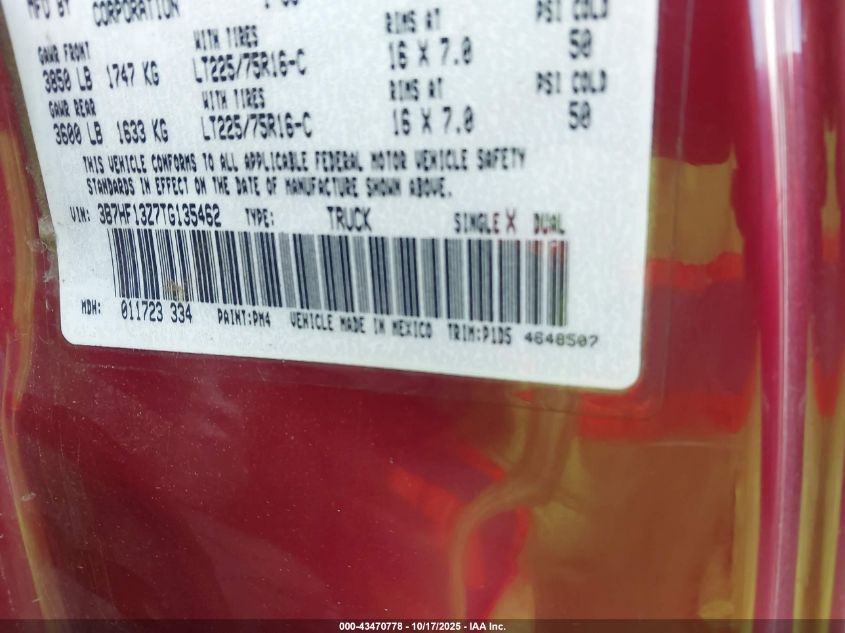 MFD BY CORPORATION
GAWR FRONT WITH TIRES RIMS AT PSI COLD
3850 LB 1747 KG LT225/75R16-C 16 X 7.0 50
GAWR REAR WITH TIRES RIMS AT PSI COLD
3600 LB 1633 KG LT225/75R16-C 16 X 7.0 50
THIS VEHICLE CONFORMS TO ALL APPLICABLE FEDERAL MOTOR VEHICLE SAFETY
STANDARDS IN EFFECT ON THE DATE OF MANUFACTURE SHOWN ABOVE.
VIN: 3B7HF13Z7TG135462 TYPE: TRUCK SINGLE X DUAL
MDH: 011723 334 PAINT:PM4 VEHICLE MADE IN MEXICO TRIM:P1D5 4648507
000-43470778 - 10/17/2025 - IAA Inc.